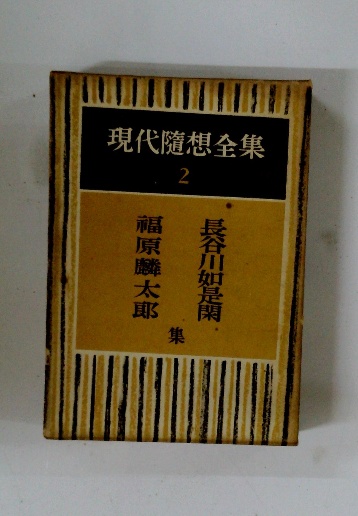 現代隨想全集
2
長谷川如是閑
福原麟太郎
集